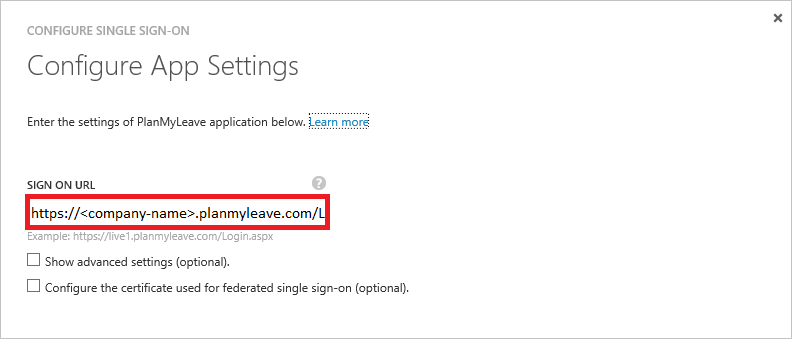 CONFIGURE SINGLE SIGN-ON
Configure App Settings
Enter the settings of PlanMyLeave application below. Learn more
SIGN ON URL ?
https://<company-name>.planmyleave.com/L
Example: https://live1.planmyleave.com/Login.aspx
Show advanced settings (optional).
Configure the certificate used for federated single sign-on (optional).